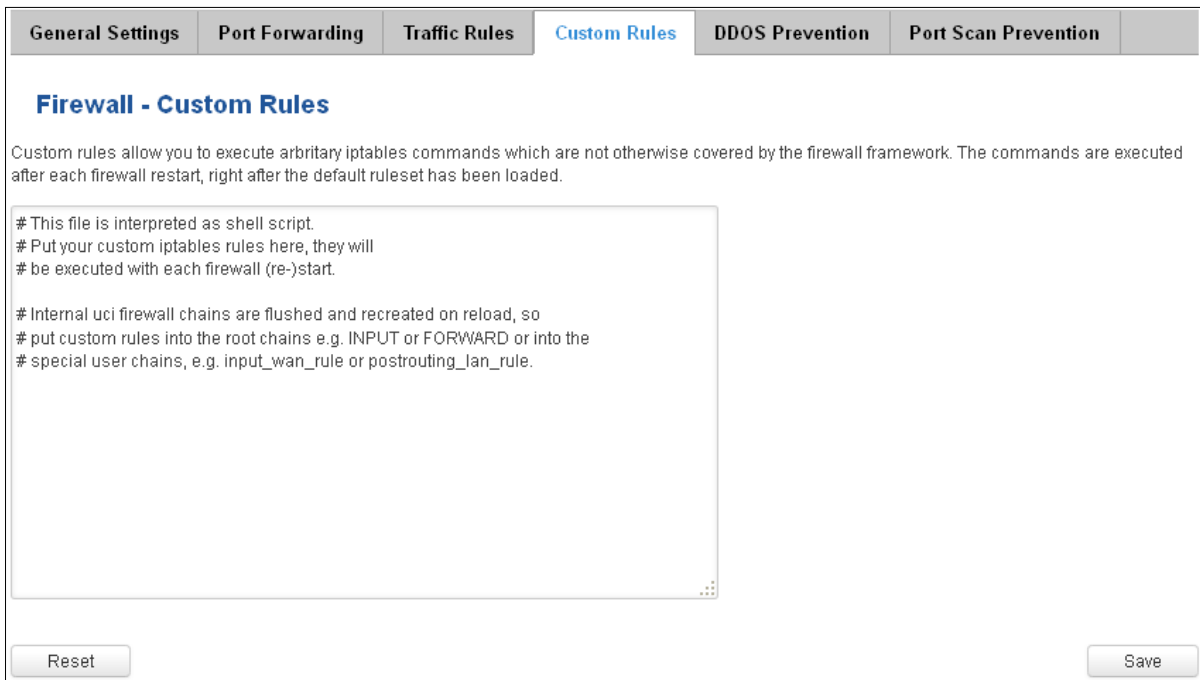 General Settings Port Forwarding Traffic Rules Custom Rules DDOS Prevention Port Scan Prevention
Firewall - Custom Rules
Custom rules allow you to execute arbritary iptables commands which are not otherwise covered by the firewall framework. The commands are executed
after each firewall restart, right after the default ruleset has been loaded.
# This file is interpreted as shell script.
# Put your custom iptables rules here, they will
# be executed with each firewall (re-)start.
# Internal uci firewall chains are flushed and recreated on reload, so
# put custom rules into the root chains e.g. INPUT or FORWARD or into the
# special user chains, e.g. input_wan_rule or postrouting_lan_rule.
Reset Save